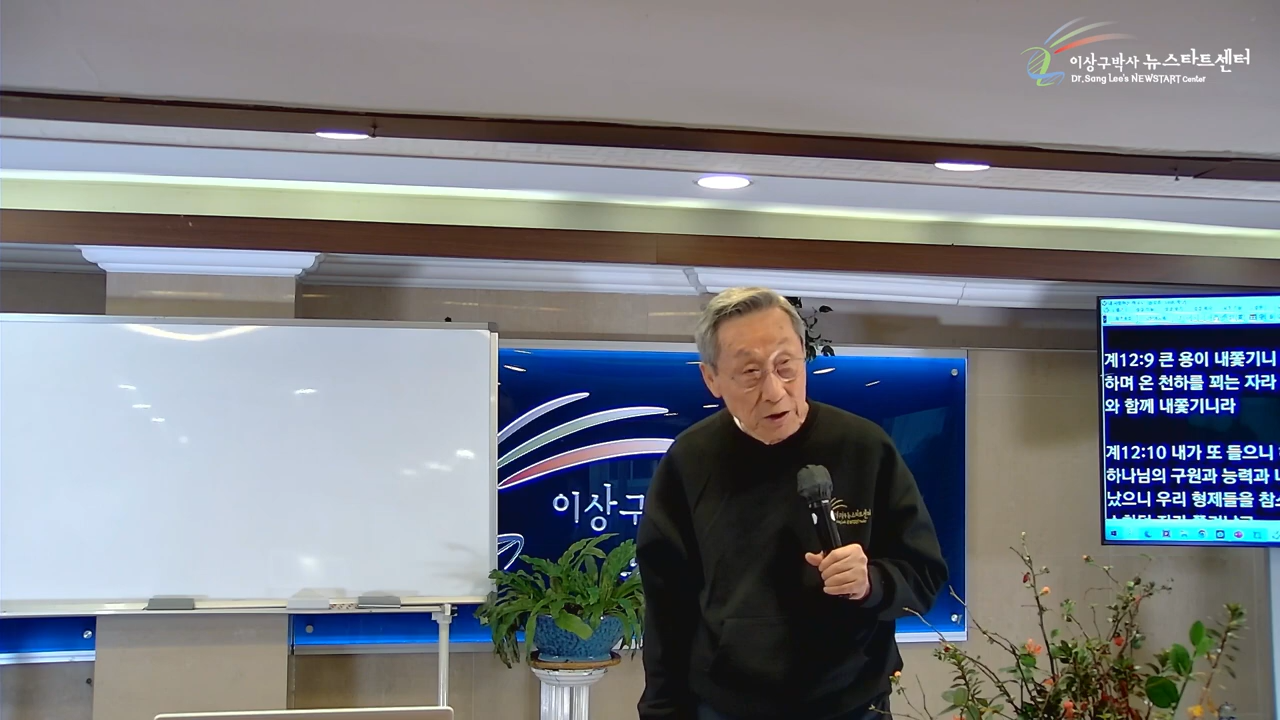 이상구박사 뉴스타트센터
Dr. Sang Lee's NEWSTART Center
이상구
계12:9 큰 용이 내쫓기니
하며 온 천하를 꾀는 자라
와 함께 내쫓기니라
계12:10 내가 또 들으니
하나님의 구원과 능력과 나
났으니 우리 형제들을 참소